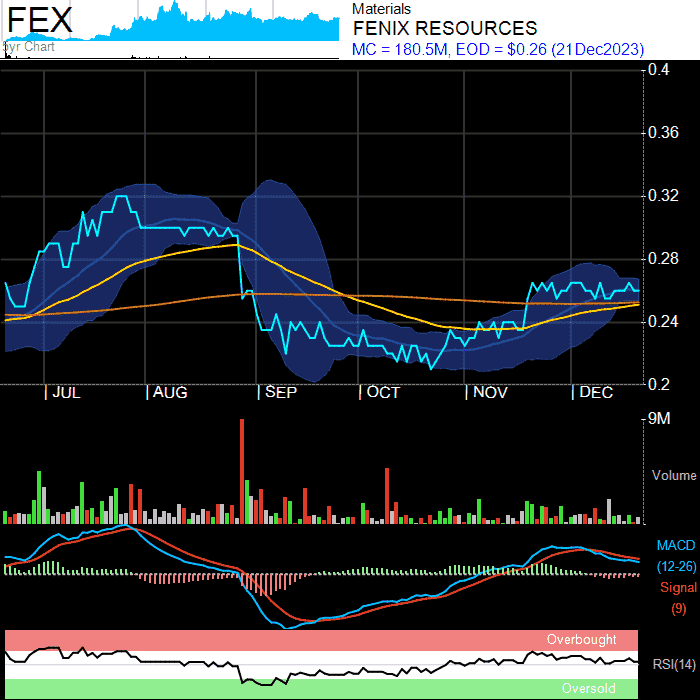 FEX
5yr Chart
Materials
FENIX RESOURCES
MC = 180.5M, EOD = $0.26 (21Dec2023)
0.4
0.36
0.32
0.28
0.24
0.2
JUL AUG SEP OCT NOV DEC
9M
Volume
MACD
(12-26)
Signal
(9)
Overbought
RSI(14)
Oversold